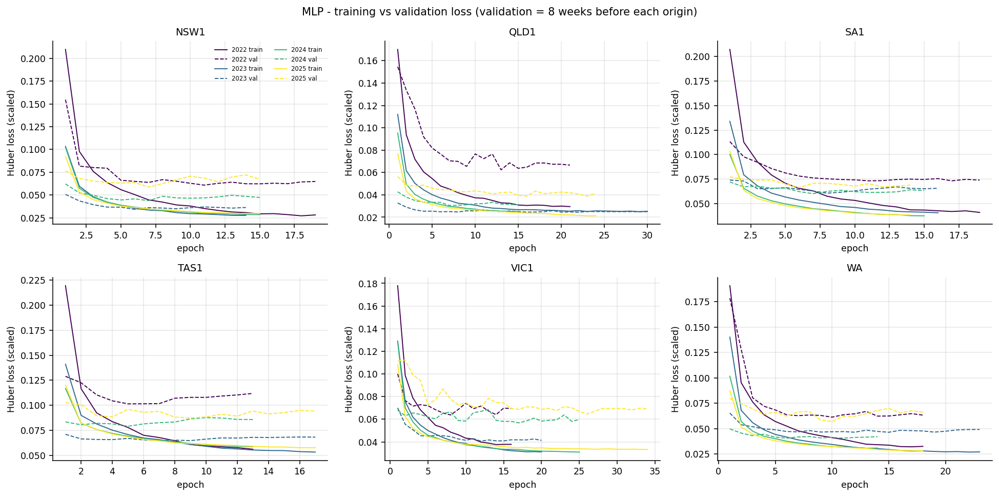 MLP - training vs validation loss (validation = 8 weeks before each origin)
NSW1
Huber loss (scaled)
0.200
0.175
0.150
0.125
0.100
0.075
0.050
0.025
2022 train
2022 val
2023 train
2023 val
2024 train
2024 val
2025 train
2025 val
2.5 5.0 7.5 10.0 12.5 15.0 17.5
epoch
QLD1
Huber loss (scaled)
0.16
0.14
0.12
0.10
0.08
0.06
0.04
0.02
0 5 10 15 20 25 30
epoch
SA1
Huber loss (scaled)
0.200
0.175
0.150
0.125
0.100
0.075
0.050
2.5 5.0 7.5 10.0 12.5 15.0 17.5
epoch
TAS1
Huber loss (scaled)
0.225
0.200
0.175
0.150
0.125
0.100
0.075
0.050
2 4 6 8 10 12 14 16
epoch
VIC1
Huber loss (scaled)
0.18
0.16
0.14
0.12
0.10
0.08
0.06
0.04
0 5 10 15 20 25 30 35
epoch
WA
Huber loss (scaled)
0.175
0.150
0.125
0.100
0.075
0.050
0.025
0 5 10 15 20
epoch